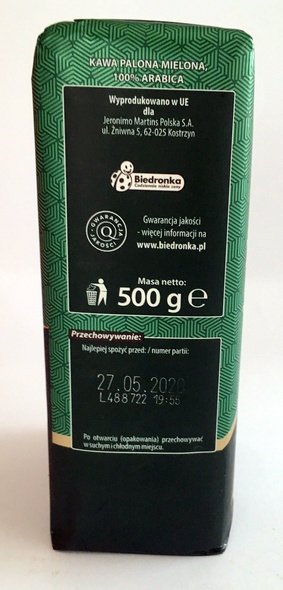 KAWA PALONA MIELONA,
100% ARABICA
Wyprodukowano w UE
dla
Jeronimo Martins Polska S.A.
ul. Żniwna 5, 62-025 Kostrzyn
Biedronka
Codziennie niskie ceny
GWARANCJA
Q
JAKOŚCI
Gwarancja jakości
- więcej informacji na
www.biedronka.pl
Masa netto:
500 g ℮
Przechowywanie:
Najlepiej spożyć przed: / numer partii:
27.05.2020
L488722 19:55
Po otwarciu (opakowania) przechowywać
w suchym i chłodnym miejscu.